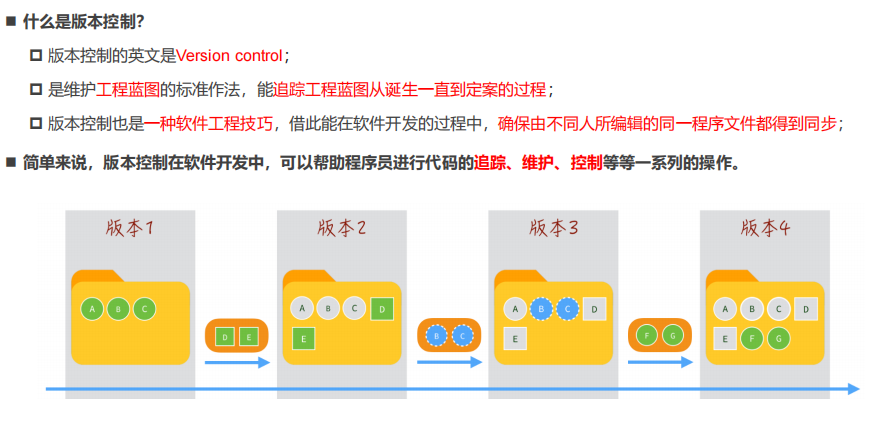 什么是版本控制？
版本控制的英文是Version control；
是维护工程蓝图的标准作法，能追踪工程蓝图从诞生一直到定案的过程；
版本控制也是一种软件工程技巧，借此能在软件开发的过程中，确保由不同人所编辑的同一程序文件都得到同步；
简单来说，版本控制在软件开发中，可以帮助程序员进行代码的追踪、维护、控制等等一系列的操作。
版本1 版本2 版本3 版本4
A B C
D E
A B C D
E
B C
A B C D
E
F G
A B C D
E F G